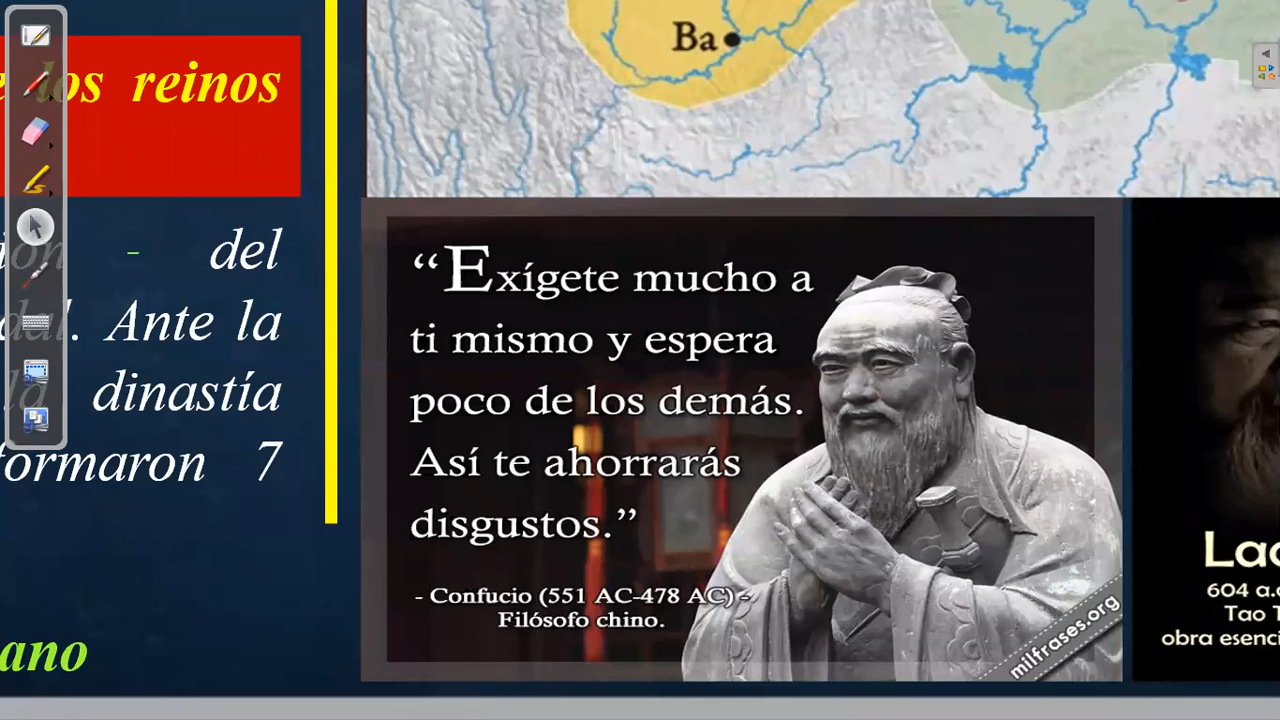 los reinos
del
Ante la
dinastía
formaron 7
ano
Ba
“Exígete mucho a
ti mismo y espera
poco de los demás.
Así te ahorrarás
disgustos.”
- Confucio (551 AC-478 AC) -
Filósofo chino.
milfrases.org
Lao
604 a.c
Tao T
obra esenci